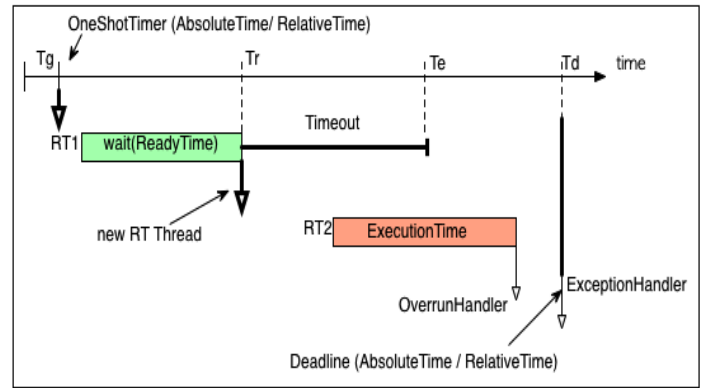 OneShotTimer (AbsoluteTime/ RelativeTime)
Tg
Tr
Te
Td
time
Timeout
RT1
wait(ReadyTime)
new RT Thread
RT2
ExecutionTime
OverrunHandler
ExceptionHandler
Deadline (AbsoluteTime / RelativeTime)